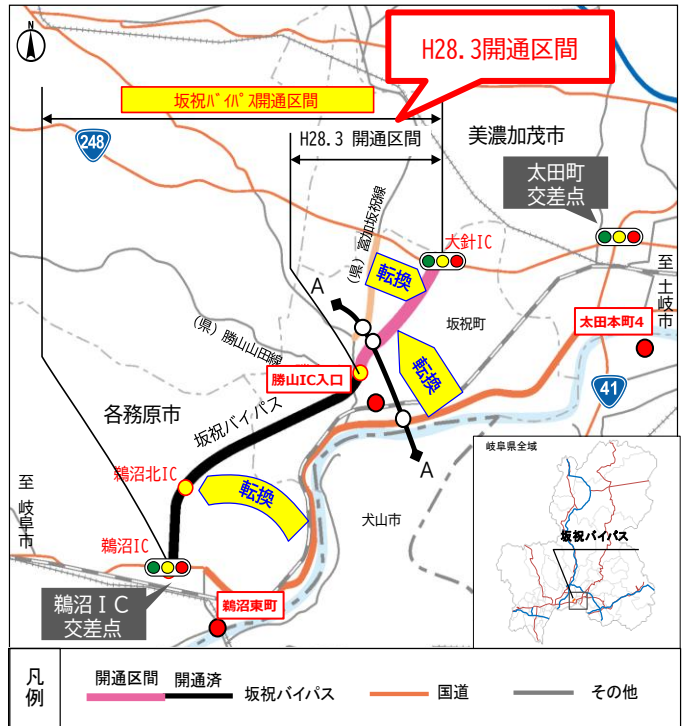 N
H28.3開通区間
坂祝バイパス開通区間
H28.3 開通区間
248
美濃加茂市
太田町
交差点
(県) 富加坂祝線
大針IC
転換
至 土岐市
A
坂祝町
太田本町4
(県) 勝山山田線
勝山IC入口
転換
41
各務原市
坂祝バイパス
A
岐阜県全域
鵜沼北IC
転換
至 岐阜市
犬山市
坂祝バイパス
鵜沼IC
鵜沼IC
交差点
鵜沼東町
凡例
開通区間 開通済
坂祝バイパス
国道
その他